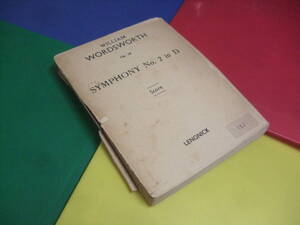 WILLIAM
WORDSWORTH
SYMPHONY No. 2 in D
Score
LENGNICK